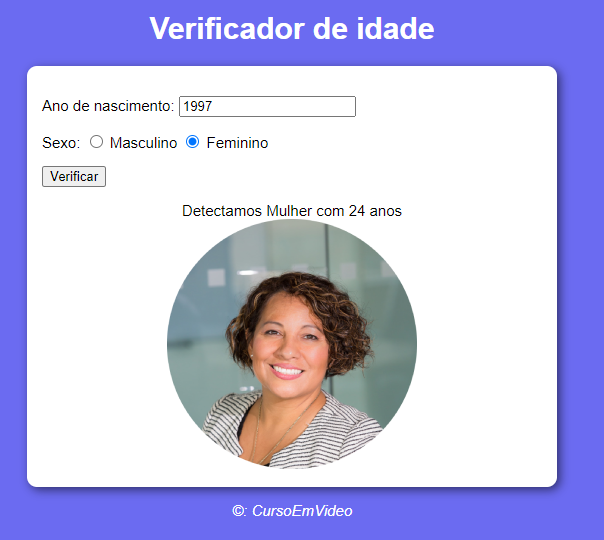 Verificador de idade
Ano de nascimento: 1997
Sexo: Masculino Feminino
Verificar
Detectamos Mulher com 24 anos
©: CursoEmVideo